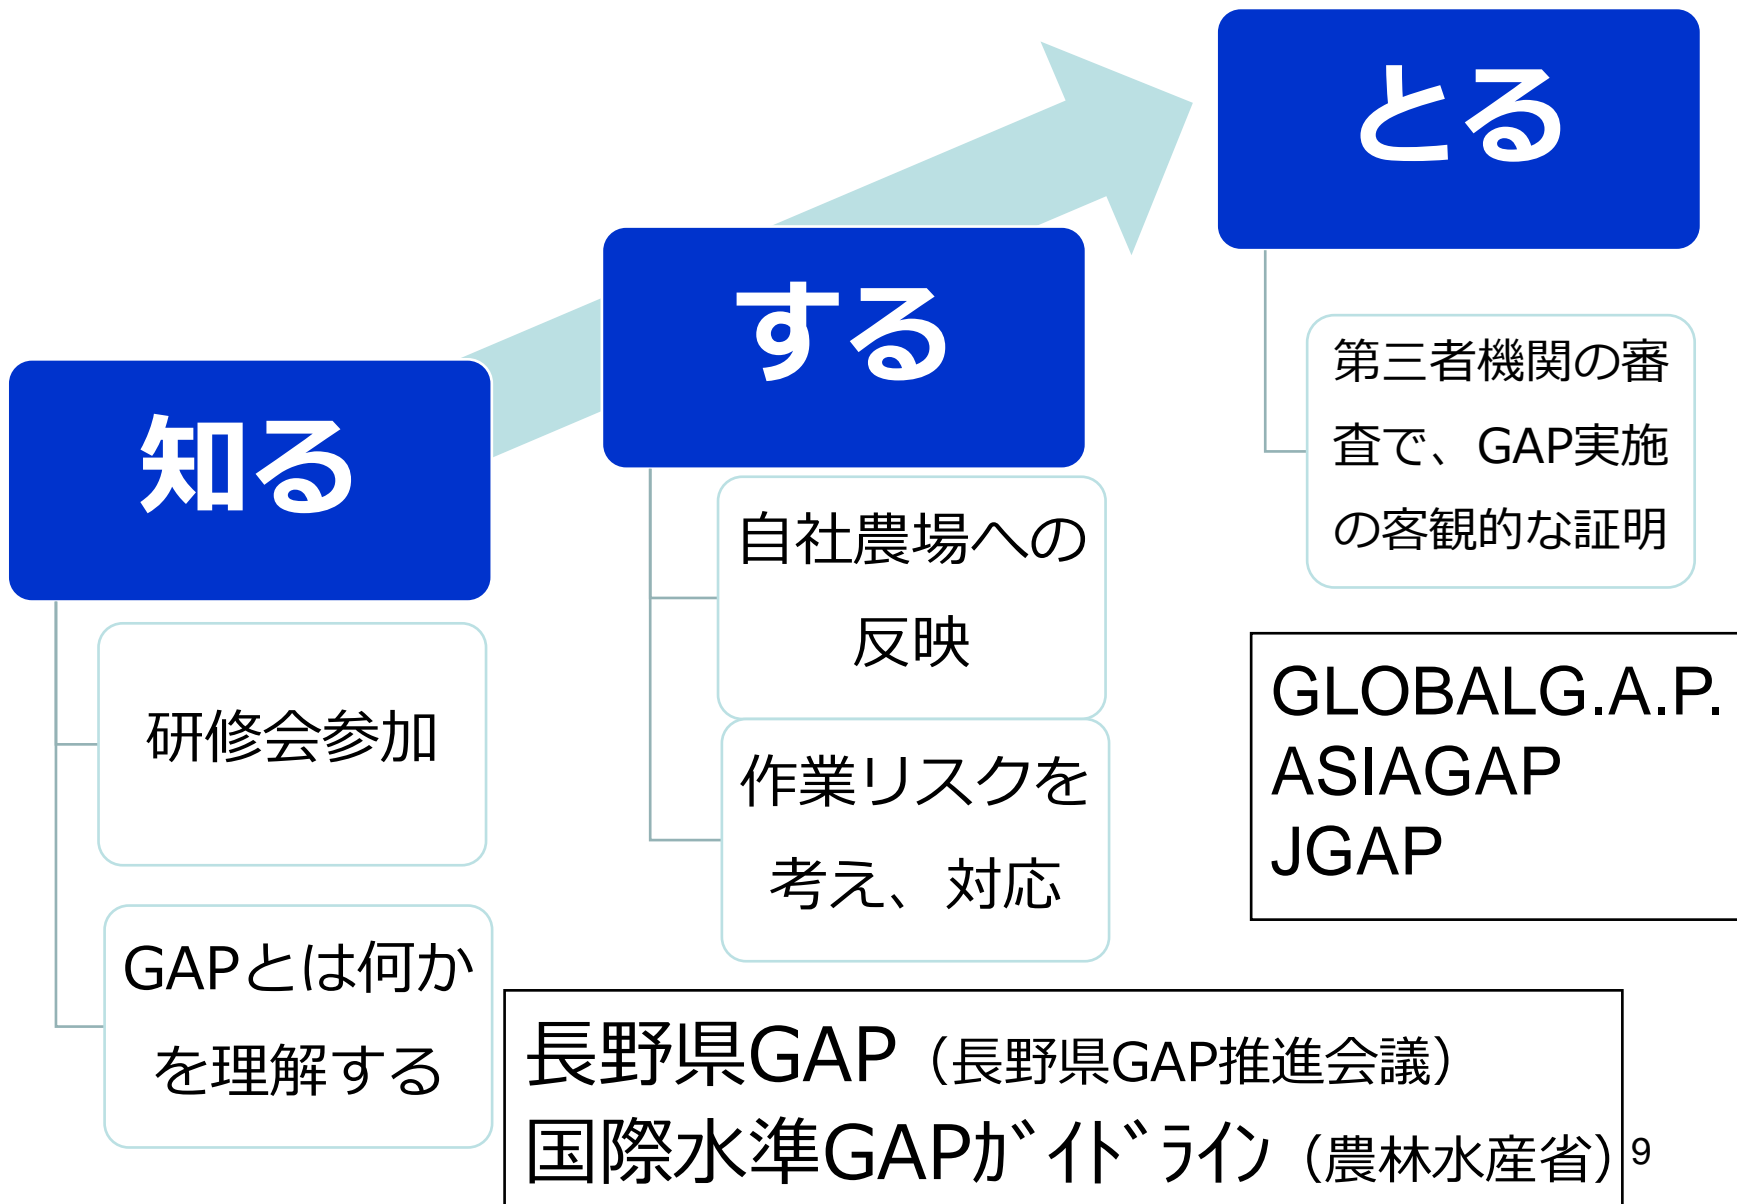 知る
研修会参加
GAPとは何か
を理解する
する
自社農場への
反映
作業リスクを
考え、対応
とる
第三者機関の審
査で、GAP実施
の客観的な証明
GLOBALG.A.P.
ASIAGAP
JGAP
長野県GAP（長野県GAP推進会議）
国際水準GAPｶﾞｲﾄﾞﾗｲﾝ（農林水産省）
9